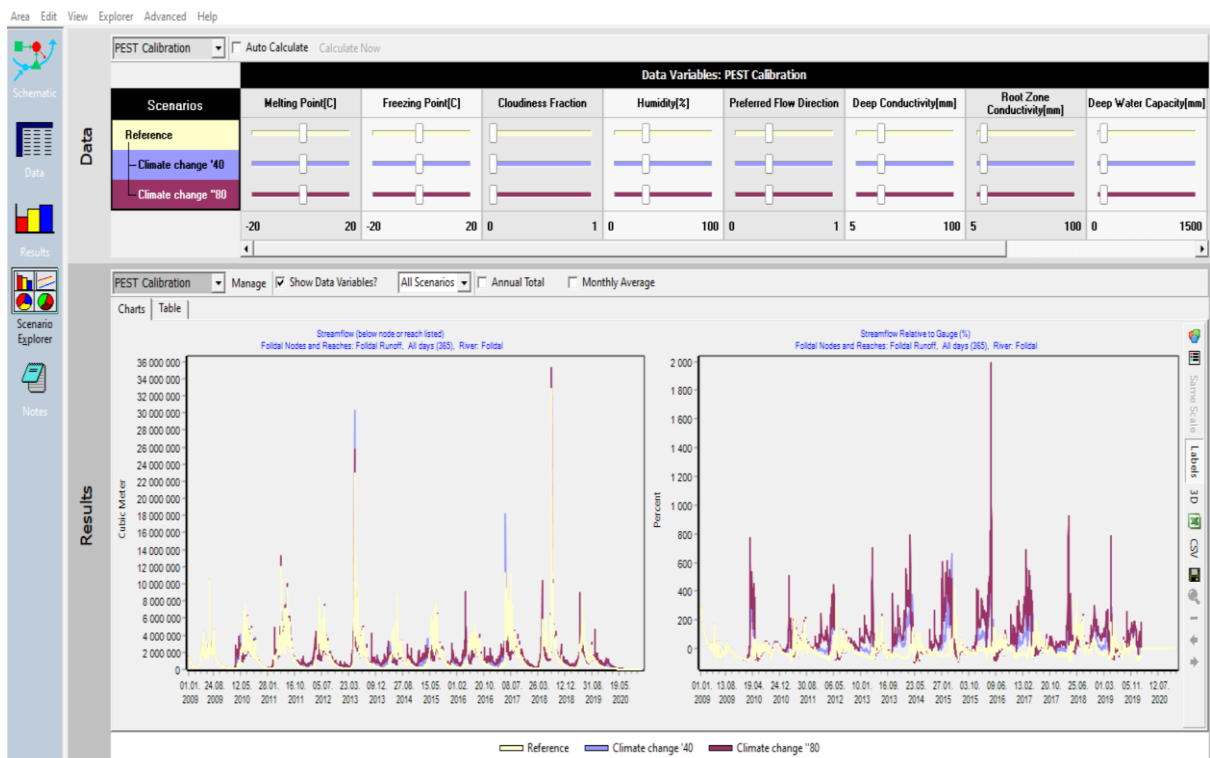 Area Edit View Explorer Advanced Help
Schematic
Data
Results
Scenario
Explorer
Notes
Data
PEST Calibration Auto Calculate Calculate Now
Data Variables: PEST Calibration
Scenarios Melting Point[C] Freezing Point[C] Cloudiness Fraction Humidity[%] Preferred Flow Direction Deep Conductivity[mm] Root Zone Conductivity[mm] Deep Water Capacity[mm]
Reference
Climate change '40
Climate change "80
-20 20 -20 20 0 1 0 100 0 1 5 100 5 100 0 1500
Results
PEST Calibration Manage Show Data Variables? All Scenarios Annual Total Monthly Average
Charts Table
Streamflow (below node or reach listed)
Folldal Nodes and Reaches: Folldal Runoff, All days (365), River: Folldal
Cubic Meter
36 000 000
34 000 000
32 000 000
30 000 000
28 000 000
26 000 000
24 000 000
22 000 000
20 000 000
18 000 000
16 000 000
14 000 000
12 000 000
10 000 000
8 000 000
6 000 000
4 000 000
2 000 000
0
01.01. 24.08. 12.05. 28.01. 16.10. 05.07. 23.03. 09.12. 27.08. 15.05. 01.02. 20.10. 08.07. 26.03. 12.12. 31.08. 19.05.
2009 2009 2010 2011 2011 2012 2013 2013 2014 2015 2016 2016 2017 2018 2018 2019 2020
Streamflow Relative to Gauge (%)
Folldal Nodes and Reaches: Folldal Runoff, All days (365), River: Folldal
Percent
2 000
1 800
1 600
1 400
1 200
1 000
800
600
400
200
0
01.01. 13.08. 19.04. 24.12. 30.08. 06.05. 10.01. 16.09. 23.05. 27.01. 03.10. 09.06. 13.02. 20.10. 25.06. 01.03. 05.11. 12.07.
2009 2009 2010 2010 2011 2012 2013 2013 2014 2015 2015 2016 2017 2017 2018 2019 2019 2020
Same Scale
Labels
3D
CSV
Reference Climate change '40 Climate change "80